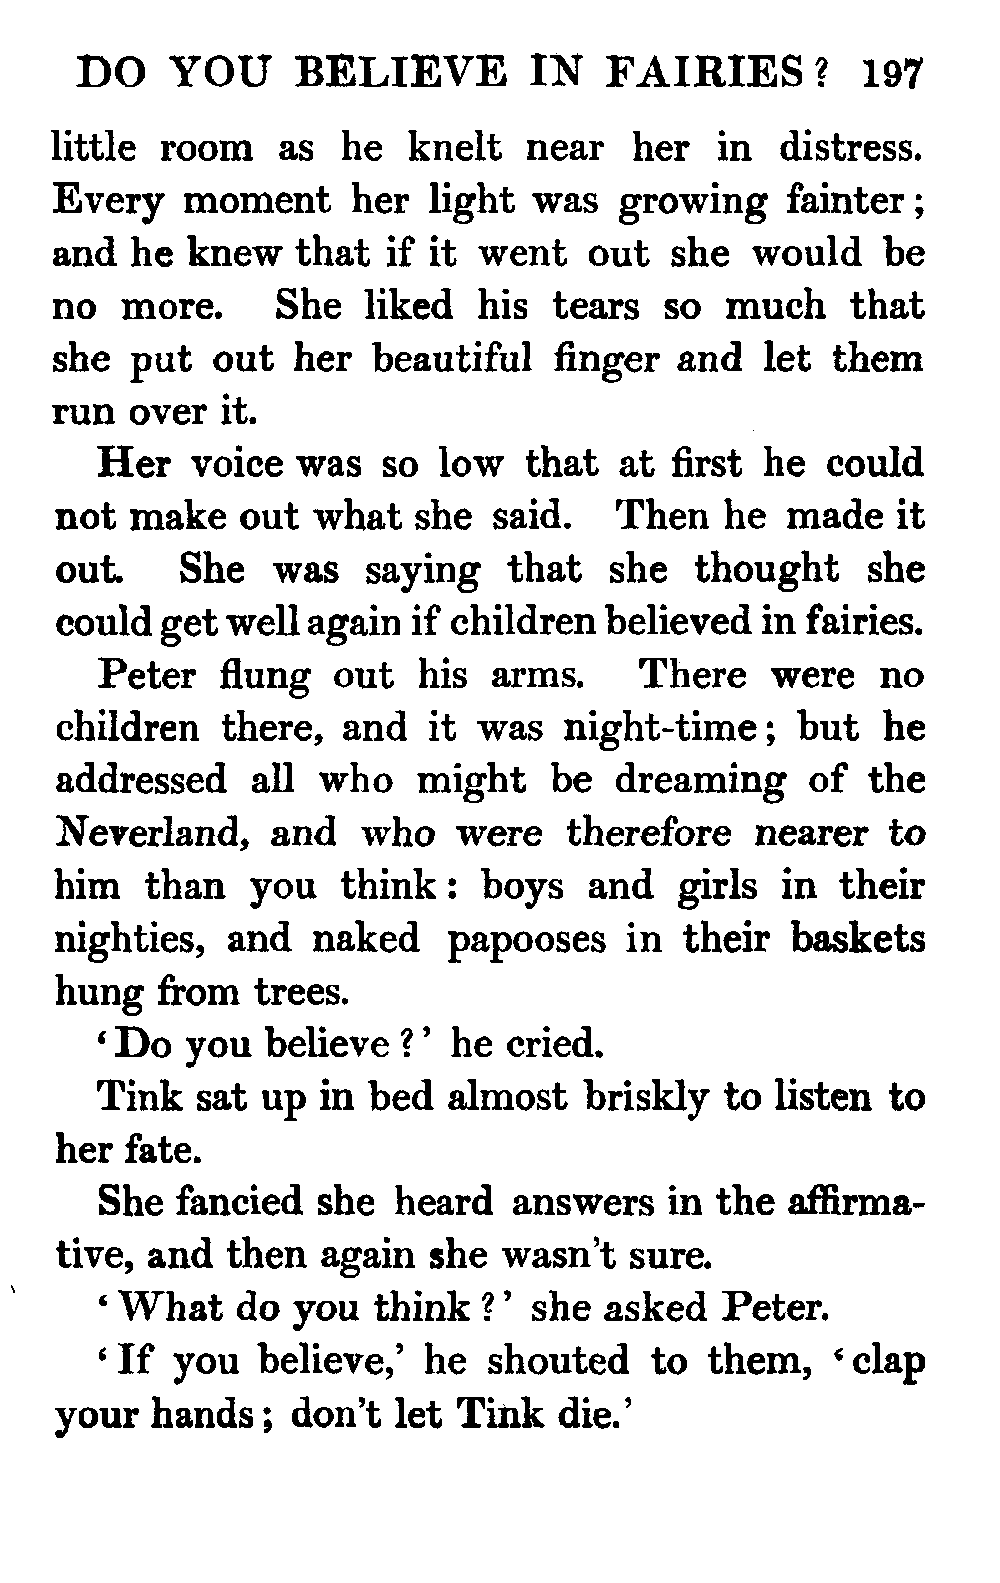 DO YOU BELIEVE IN FAIRIES? 197
little room as he knelt near her in distress.
Every moment her light was growing fainter;
and he knew that if it went out she would be
no more. She liked his tears so much that
she put out her beautiful finger and let them
run over it.
Her voice was so low that at first he could
not make out what she said. Then he made it
out. She was saying that she thought she
could get well again if children believed in fairies.
Peter flung out his arms. There were no
children there, and it was night-time; but he
addressed all who might be dreaming of the
Neverland, and who were therefore nearer to
him than you think: boys and girls in their
nighties, and naked papooses in their baskets
hung from trees.
‘Do you believe?’ he cried.
Tink sat up in bed almost briskly to listen to
her fate.
She fancied she heard answers in the affirma-
tive, and then again she wasn’t sure.
‘What do you think?’ she asked Peter.
‘If you believe,’ he shouted to them, ‘clap
your hands; don’t let Tink die.’